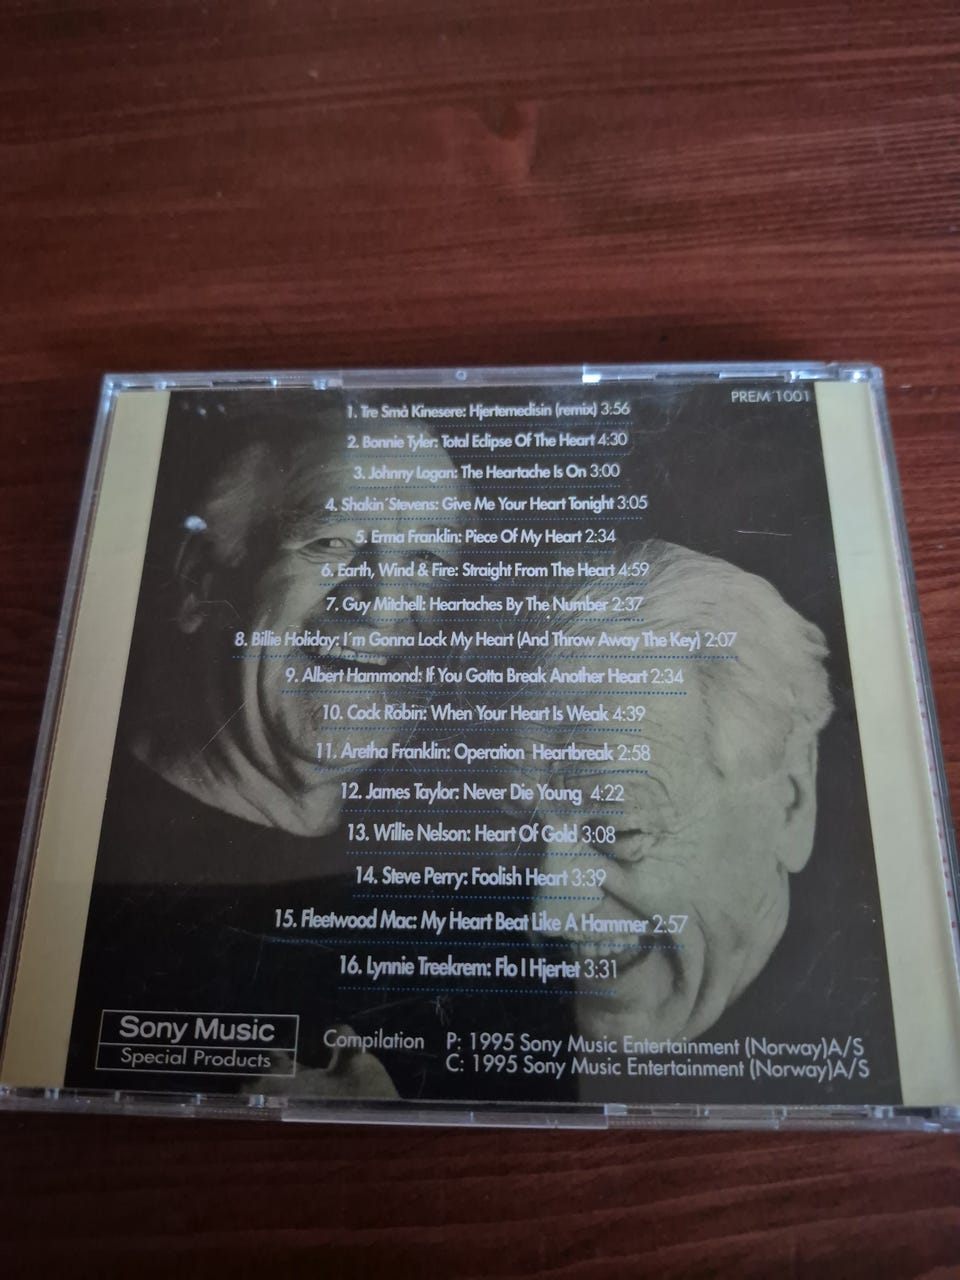 PREM 1001
1. Tre Små Kinesere: Hjertemedisin (remix) 3:56
2. Bonnie Tyler: Total Eclipse Of The Heart 4:30
3. Johnny Logan: The Heartache Is On 3:00
4. Shakin´Stevens: Give Me Your Heart Tonight 3:05
5. Erma Franklin: Piece Of My Heart 2:34
6. Earth, Wind & Fire: Straight From The Heart 4:59
7. Guy Mitchell: Heartaches By The Number 2:37
8. Billie Holiday: I´m Gonna Lock My Heart (And Throw Away The Key) 2:07
9. Albert Hammond: If You Gotta Break Another Heart 2:34
10. Cock Robin: When Your Heart Is Weak 4:39
11. Aretha Franklin: Operation Heartbreak 2:58
12. James Taylor: Never Die Young 4:22
13. Willie Nelson: Heart Of Gold 3:08
14. Steve Perry: Foolish Heart 3:39
15. Fleetwood Mac: My Heart Beat Like A Hammer 2:57
16. Lynnie Treekrem: Flo I Hjertet 3:31
Sony Music
Special Products
Compilation P: 1995 Sony Music Entertainment (Norway)A/S
C: 1995 Sony Music Entertainment (Norway)A/S